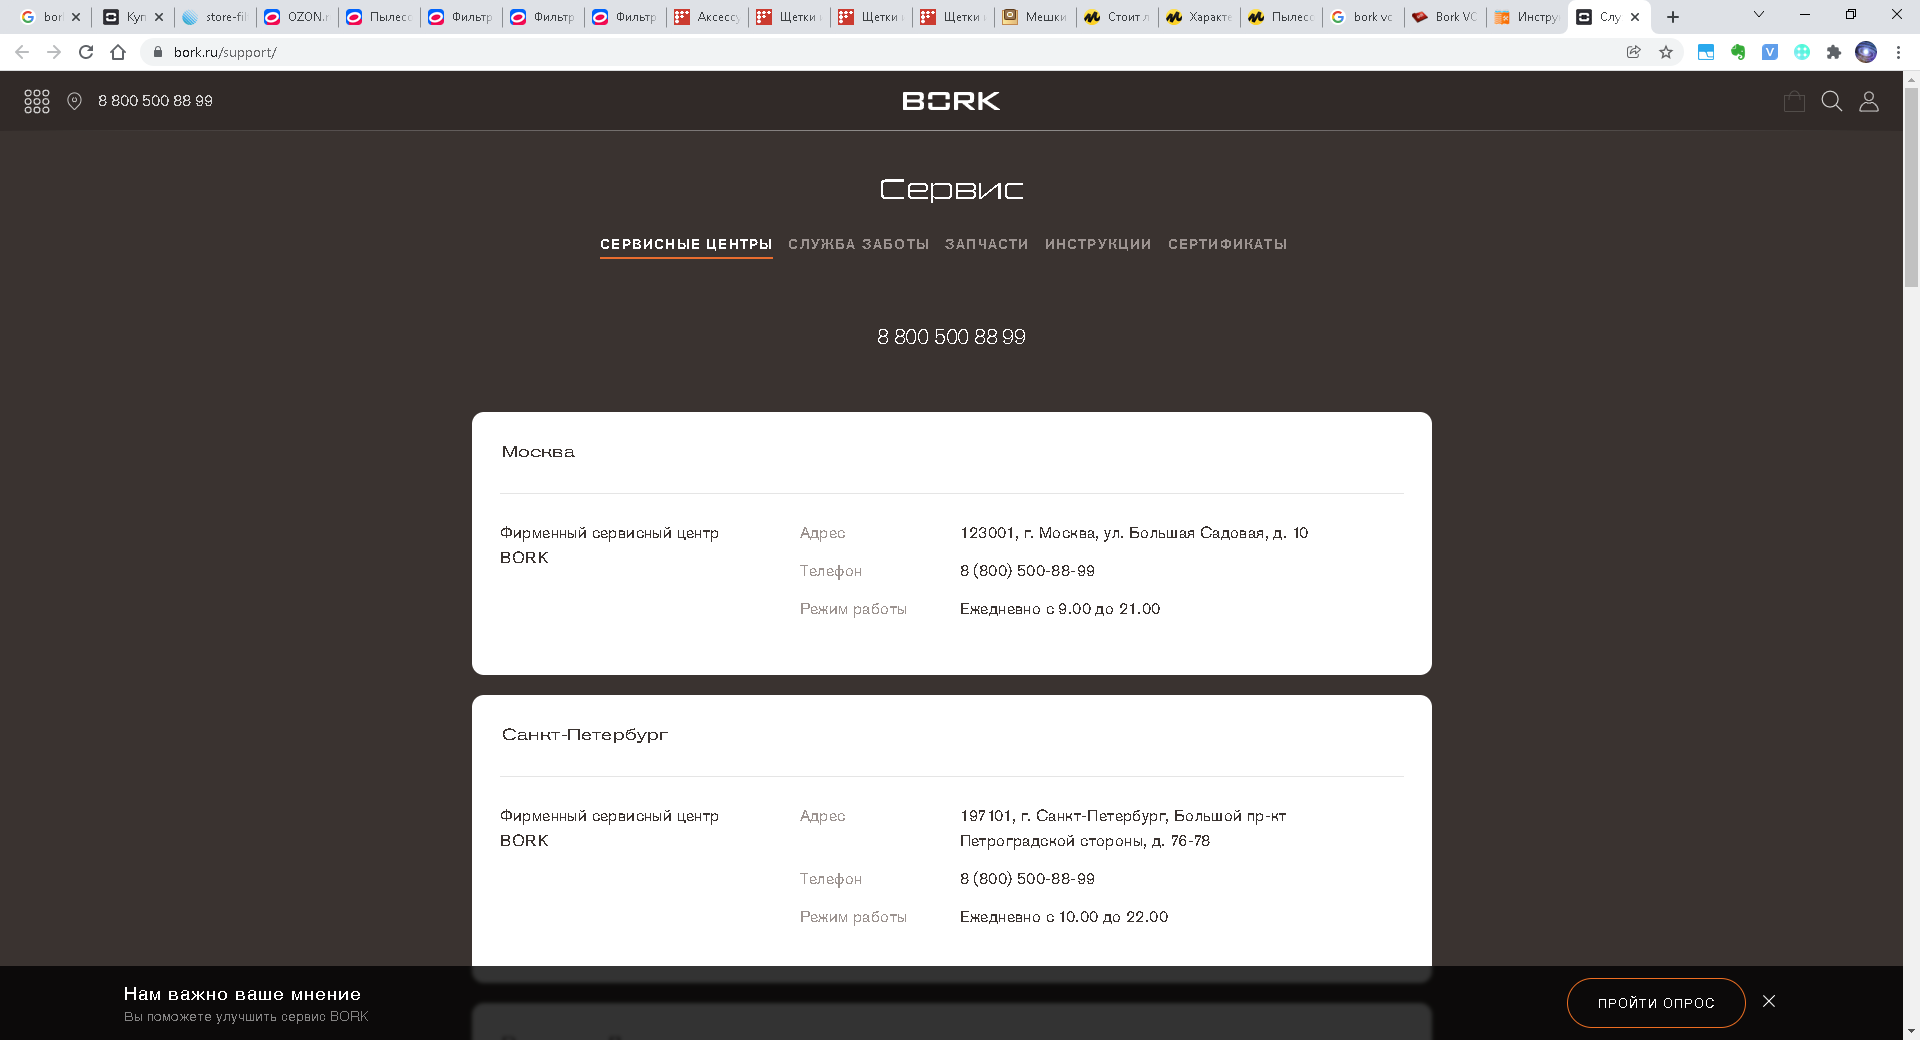 bork
Куп
store-fil
OZON.r
Пылесо
Фильтр
Фильтр
Фильтр
Аксессу
Щетки
Щетки
Щетки
Мешки
Стоит л
Характе
Пылесо
bork vc
Bork VC
Инстру
Слу
bork.ru/support/
8 800 500 88 99
BORK
Сервис
СЕРВИСНЫЕ ЦЕНТРЫ СЛУЖБА ЗАБОТЫ ЗАПЧАСТИ ИНСТРУКЦИИ СЕРТИФИКАТЫ
8 800 500 88 99
Москва
Фирменный сервисный центр
BORK
Адрес 123001, г. Москва, ул. Большая Садовая, д. 10
Телефон 8 (800) 500-88-99
Режим работы Ежедневно с 9.00 до 21.00
Санкт-Петербург
Фирменный сервисный центр
BORK
Адрес 197101, г. Санкт-Петербург, Большой пр-кт
Петроградской стороны, д. 76-78
Телефон 8 (800) 500-88-99
Режим работы Ежедневно с 10.00 до 22.00
Нам важно ваше мнение
Вы поможете улучшить сервис BORK
ПРОЙТИ ОПРОС